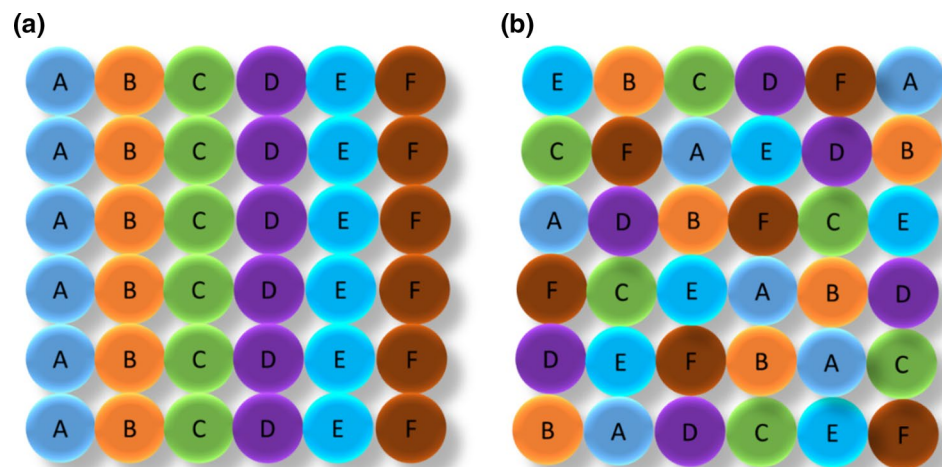 (a)
A B C D E F
A B C D E F
A B C D E F
A B C D E F
A B C D E F
A B C D E F
(b)
E B C D F A
C F A E D B
A D B F C E
F C E A B D
D E F B A C
B A D C E F